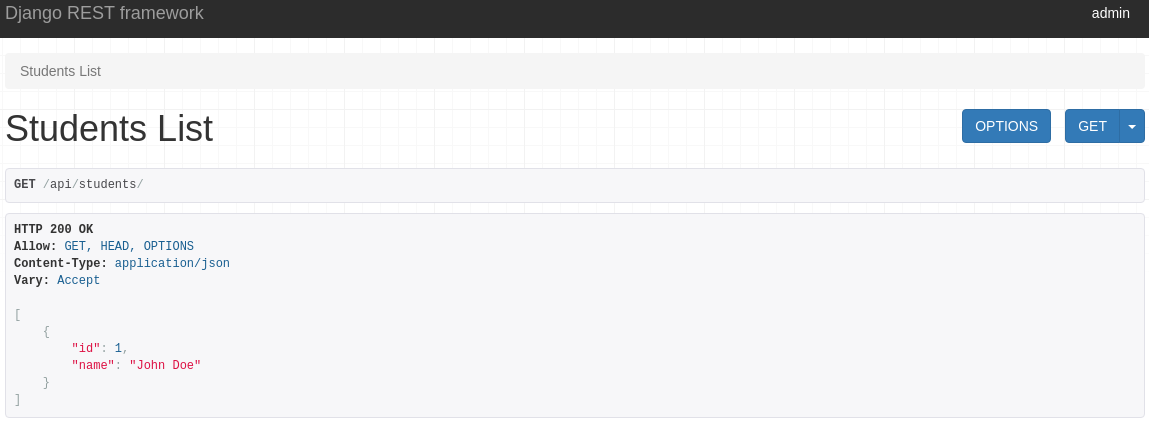 Django REST framework
admin
Students List
Students List
OPTIONS
GET
GET /api/students/
HTTP 200 OK
Allow: GET, HEAD, OPTIONS
Content-Type: application/json
Vary: Accept
[
    {
        "id": 1,
        "name": "John Doe"
    }
]